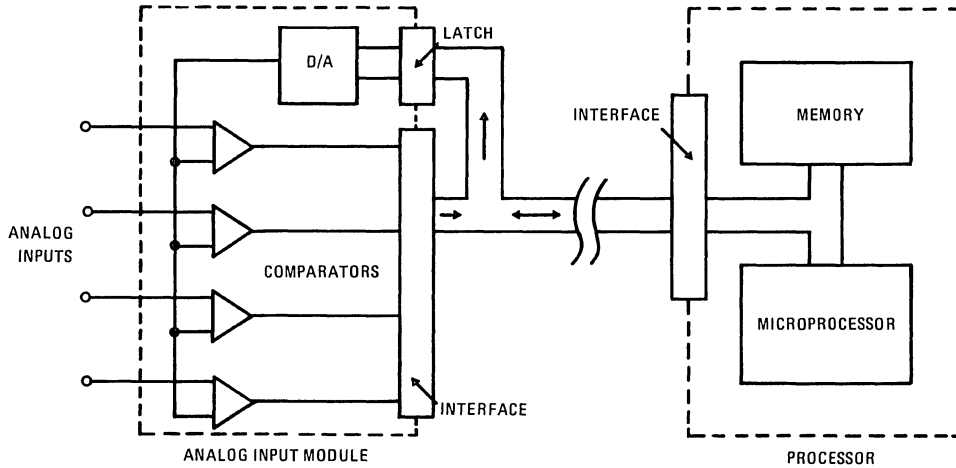 LATCH
D/A
INTERFACE
MEMORY
ANALOG
INPUTS
COMPARATORS
MICROPROCESSOR
INTERFACE
ANALOG INPUT MODULE
PROCESSOR